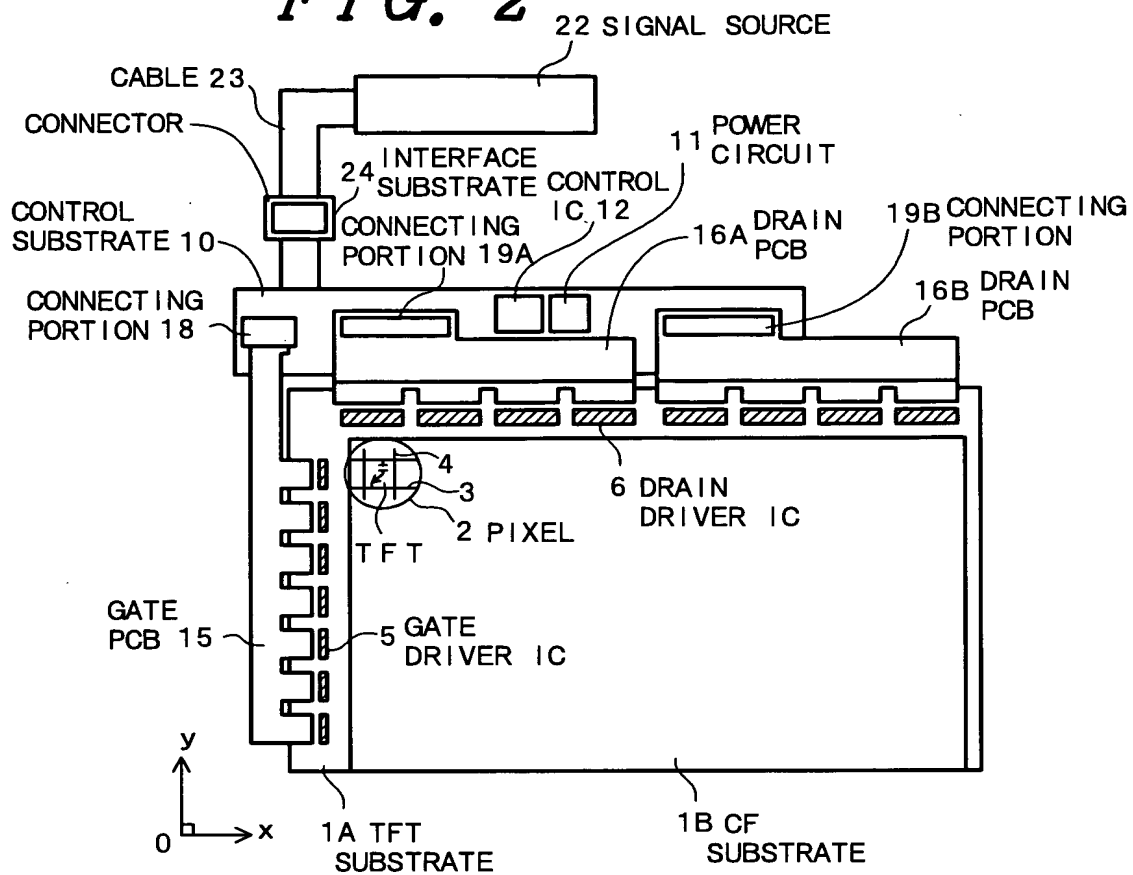 FIG. 2
22 SIGNAL SOURCE
CABLE 23
CONNECTOR
24 INTERFACE
SUBSTRATE
CONTROL
IC 12
11 POWER
CIRCUIT
CONTROL
SUBSTRATE 10
CONNECTING
PORTION 19A
16A DRAIN
PCB
19B CONNECTING
PORTION
CONNECTING
PORTION 18
16B DRAIN
PCB
4
3
2 PIXEL
TFT
6 DRAIN
DRIVER IC
GATE
PCB 15
5 GATE
DRIVER IC
y
0
x
1A TFT
SUBSTRATE
1B CF
SUBSTRATE